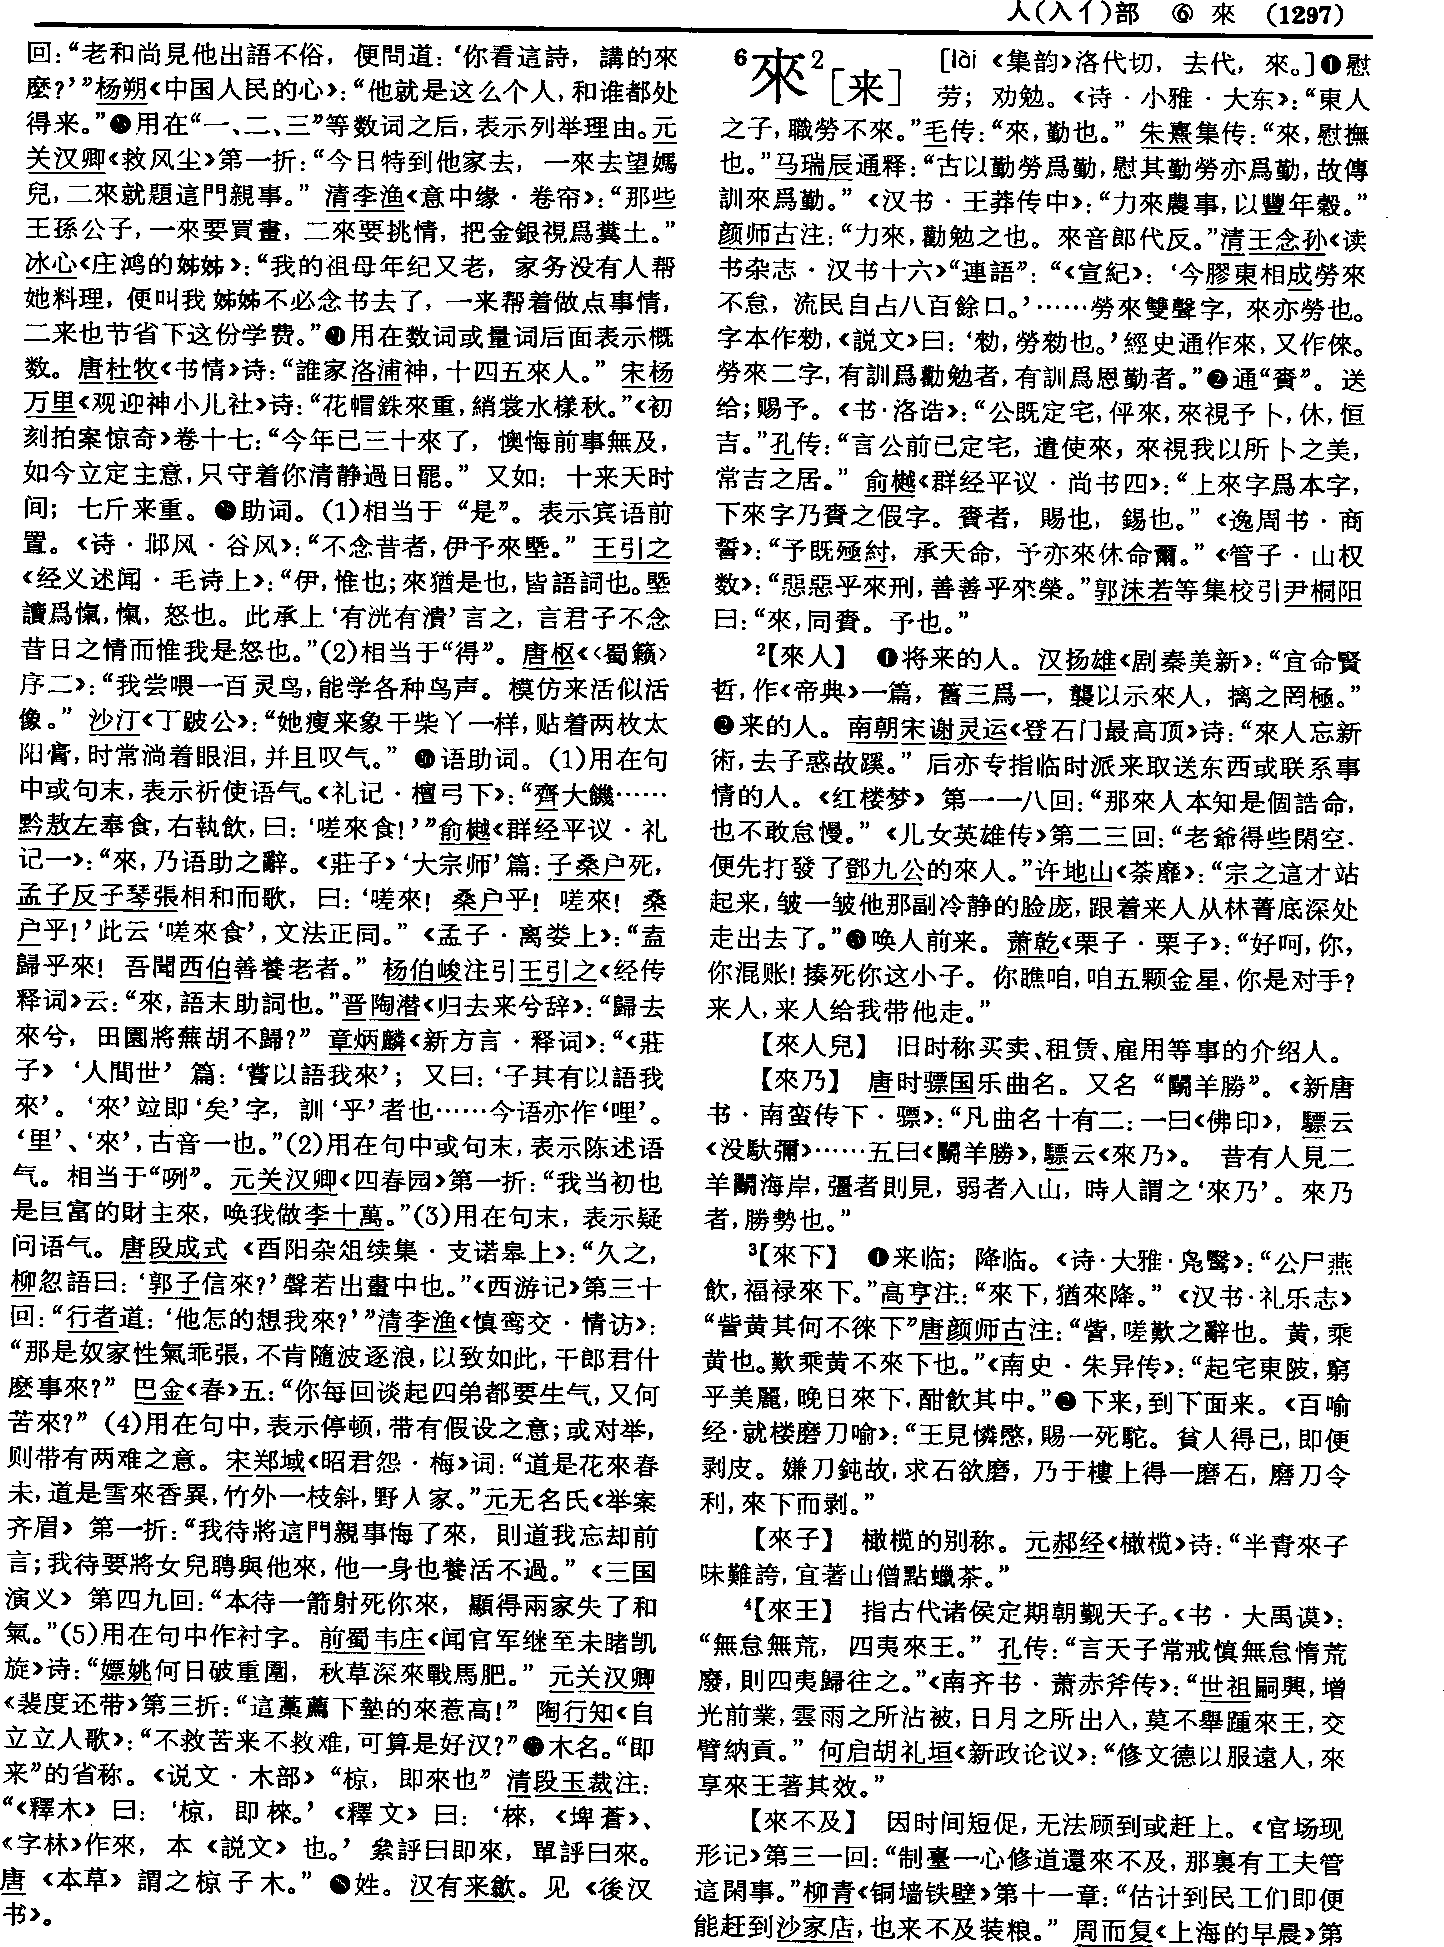 人(入亻)部 ⑥ 來 (1297)
回：“老和尚見他出語不俗，便問道：‘你看這詩，講的來
麽？’”杨朔《中国人民的心》：“他就是这么个人，和谁都处
得来。”用在“一、二、三”等数词之后，表示列举理由。元
关汉卿《救风尘》第一折：“今日特到他家去，一來去望媽
兒，二來就題這門親事。”清李渔《意中缘·卷帘》：“那些
王孫公子，一來要買畫，二來要挑情，把金銀視爲糞土。”
冰心《庄鸿的姊姊》：“我的祖母年纪又老，家务没有人帮
她料理，便叫我姊姊不必念书去了，一来帮着做点事情，
二来也节省下这份学费。”㉛用在数词或量词后面表示概
数。唐杜牧《书情》诗：“誰家洛浦神，十四五來人。”宋杨
万里《观迎神小儿社》诗：“花帽銖來重，綃裳水樣秋。”《初
刻拍案惊奇》卷十七：“今年已三十來了，懊悔前事無及，
如今立定主意，只守着你清静過日罷。”又如：十来天时
间；七斤来重。助词。(1)相当于“是”。表示宾语前
置。《诗·邶风·谷风》：“不念昔者，伊予來墍。”王引之
《经义述闻·毛诗上》：“伊，惟也；來猶是也，皆語詞也。墍
讀爲愾，愾，怒也。此承上‘有洸有潰’言之，言君子不念
昔日之情而惟我是怒也。”(2)相当于“得”。唐枢《〈蜀籁〉
序二》：“我尝喂一百灵鸟，能学各种鸟声。模仿来活似活
像。”沙汀《丁跛公》：“她瘦来象干柴丫一样，贴着两枚太
阳膏，时常淌着眼泪，并且叹气。”语助词。(1)用在句
中或句末，表示祈使语气。《礼记·檀弓下》：“齊大饑……
黔敖左奉食，右執飲，曰：‘嗟來食！’”俞樾《群经平议·礼
记一》：“來，乃语助之辭。《莊子》‘大宗师’篇：子桑户死，
孟子反子琴張相和而歌，曰：‘嗟來！桑户乎！嗟來！桑
户乎！’此云‘嗟來食’，文法正同。”《孟子·离娄上》：“盍
歸乎來！吾聞西伯善養老者。”杨伯峻注引王引之《经传
释词》云：“來，語末助詞也。”晋陶潜《归去来兮辞》：“歸去
來兮，田園將蕪胡不歸？”章炳麟《新方言·释词》：“《莊
子》‘人間世’篇：‘嘗以語我來’；又曰：‘子其有以語我
來’。‘來’竝即‘矣’字，訓‘乎’者也……今语亦作‘哩’。
‘里’、‘來’，古音一也。”(2)用在句中或句末，表示陈述语
气。相当于“咧”。元关汉卿《四春园》第一折：“我当初也
是巨富的財主來，唤我做李十萬。”(3)用在句末，表示疑
问语气。唐段成式《酉阳杂俎续集·支诺皋上》：“久之，
柳忽語曰：‘郭子信來？’聲若出畫中也。”《西游记》第三十
回：“行者道：‘他怎的想我來？’”清李渔《慎鸾交·情访》：
“那是奴家性氣乖張，不肯隨波逐浪，以致如此，干郎君什
麽事來？”巴金《春》五：“你每回谈起四弟都要生气，又何
苦來？”(4)用在句中，表示停顿，带有假设之意；或对举，
则带有两难之意。宋郑域《昭君怨·梅》词：“道是花來春
未，道是雪來香異，竹外一枝斜，野人家。”元无名氏《举案
齐眉》第一折：“我待將這門親事悔了來，則道我忘却前
言；我待要將女兒聘與他來，他一身也養活不過。”《三国
演义》第四九回：“本待一箭射死你來，顯得兩家失了和
氣。”(5)用在句中作衬字。前蜀韦庄《闻官军继至未睹凯
旋》诗：“嫖姚何日破重圍，秋草深來戰馬肥。”元关汉卿
《裴度还带》第三折：“這藁薦下墊的來惹高！”陶行知《自
立立人歌》：“不救苦来不救难，可算是好汉？”木名。“即
来”的省称。《说文·木部》“椋，即來也”清段玉裁注：
“《釋木》曰：‘椋，即棶。’《釋文》曰：‘棶，《埤蒼》、
《字林》作來，本《説文》也。’絫評曰即來，單評曰來。
唐《本草》謂之椋子木。”姓。汉有来歙。见《後汉
书》。
⁶來²[来] [lài《集韵》洛代切，去代，來。]❶慰
劳；劝勉。《诗·小雅·大东》：“東人
之子，職勞不來。”毛传：“來，勤也。”朱熹集传：“來，慰撫
也。”马瑞辰通释：“古以勤勞爲勤，慰其勤勞亦爲勤，故傳
訓來爲勤。”《汉书·王莽传中》：“力來農事，以豐年穀。”
颜师古注：“力來，勸勉之也。來音郎代反。”清王念孙《读
书杂志·汉书十六》“連語”：“《宣紀》：‘今膠東相成勞來
不怠，流民自占八百餘口。’……勞來雙聲字，來亦勞也。
字本作勑，《説文》曰：‘勑，勞勑也。’經史通作來，又作倈。
勞來二字，有訓爲勸勉者，有訓爲恩勤者。”❷通“賚”。送
给；赐予。《书·洛诰》：“公既定宅，伻來，來視予卜，休，恒
吉。”孔传：“言公前已定宅，遣使來，來視我以所卜之美，
常吉之居。”俞樾《群经平议·尚书四》：“上來字爲本字，
下來字乃賚之假字。賚者，賜也，錫也。”《逸周书·商
誓》：“予既殛紂，承天命，予亦來休命爾。”《管子·山权
数》：“惡惡乎來刑，善善乎來榮。”郭沫若等集校引尹桐阳
曰：“來，同賚。予也。”
²【來人】❶将来的人。汉扬雄《剧秦美新》：“宜命賢
哲，作《帝典》一篇，舊三爲一，襲以示來人，摛之罔極。”
❷来的人。南朝宋谢灵运《登石门最高顶》诗：“來人忘新
術，去子惑故蹊。”后亦专指临时派来取送东西或联系事
情的人。《红楼梦》第一一八回：“那來人本知是個誥命，
也不敢怠慢。”《儿女英雄传》第二三回：“老爺得些閑空，
便先打發了鄧九公的來人。”许地山《荼蘼》：“宗之這才站
起来，皱一皱他那副冷静的脸庞，跟着来人从林菁底深处
走出去了。”❸唤人前来。萧乾《栗子·栗子》：“好呵，你，
你混账！揍死你这小子。你瞧咱，咱五颗金星，你是对手？
来人，来人给我带他走。”
【來人兒】旧时称买卖、租赁、雇用等事的介绍人。
【來乃】唐时骠国乐曲名。又名“鬭羊勝”。《新唐
书·南蛮传下·骠》：“凡曲名十有二：一曰《佛印》，驃云
《没馱彌》……五曰《鬭羊勝》，驃云《來乃》。昔有人見二
羊鬭海岸，彊者則見，弱者入山，時人謂之‘來乃’。來乃
者，勝勢也。”
³【來下】❶来临；降临。《诗·大雅·凫鹥》：“公尸燕
飲，福禄來下。”高亨注：“來下，猶來降。”《汉书·礼乐志》
“訾黄其何不徠下”唐颜师古注：“訾，嗟歎之辭也。黄，乘
黄也。歎乘黄不來下也。”《南史·朱异传》：“起宅東陂，窮
乎美麗，晚日來下，酣飲其中。”❷下来，到下面来。《百喻
经·就楼磨刀喻》：“王見憐愍，賜一死駝。貧人得已，即便
剥皮。嫌刀鈍故，求石欲磨，乃于樓上得一磨石，磨刀令
利，來下而剥。”
【來子】橄榄的别称。元郝经《橄榄》诗：“半青來子
味難誇，宜著山僧點蠟茶。”
⁴【來王】指古代诸侯定期朝觐天子。《书·大禹谟》：
“無怠無荒，四夷來王。”孔传：“言天子常戒慎無怠惰荒
廢，則四夷歸往之。”《南齐书·萧赤斧传》：“世祖嗣興，增
光前業，雲雨之所沾被，日月之所出入，莫不舉踵來王，交
臂納貢。”何启胡礼垣《新政论议》：“修文德以服遠人，來
享來王著其效。”
【來不及】因时间短促，无法顾到或赶上。《官场现
形记》第三一回：“制臺一心修道還來不及，那裏有工夫管
這閑事。”柳青《铜墙铁壁》第十一章：“估计到民工们即便
能赶到沙家店，也来不及装粮。”周而复《上海的早晨》第